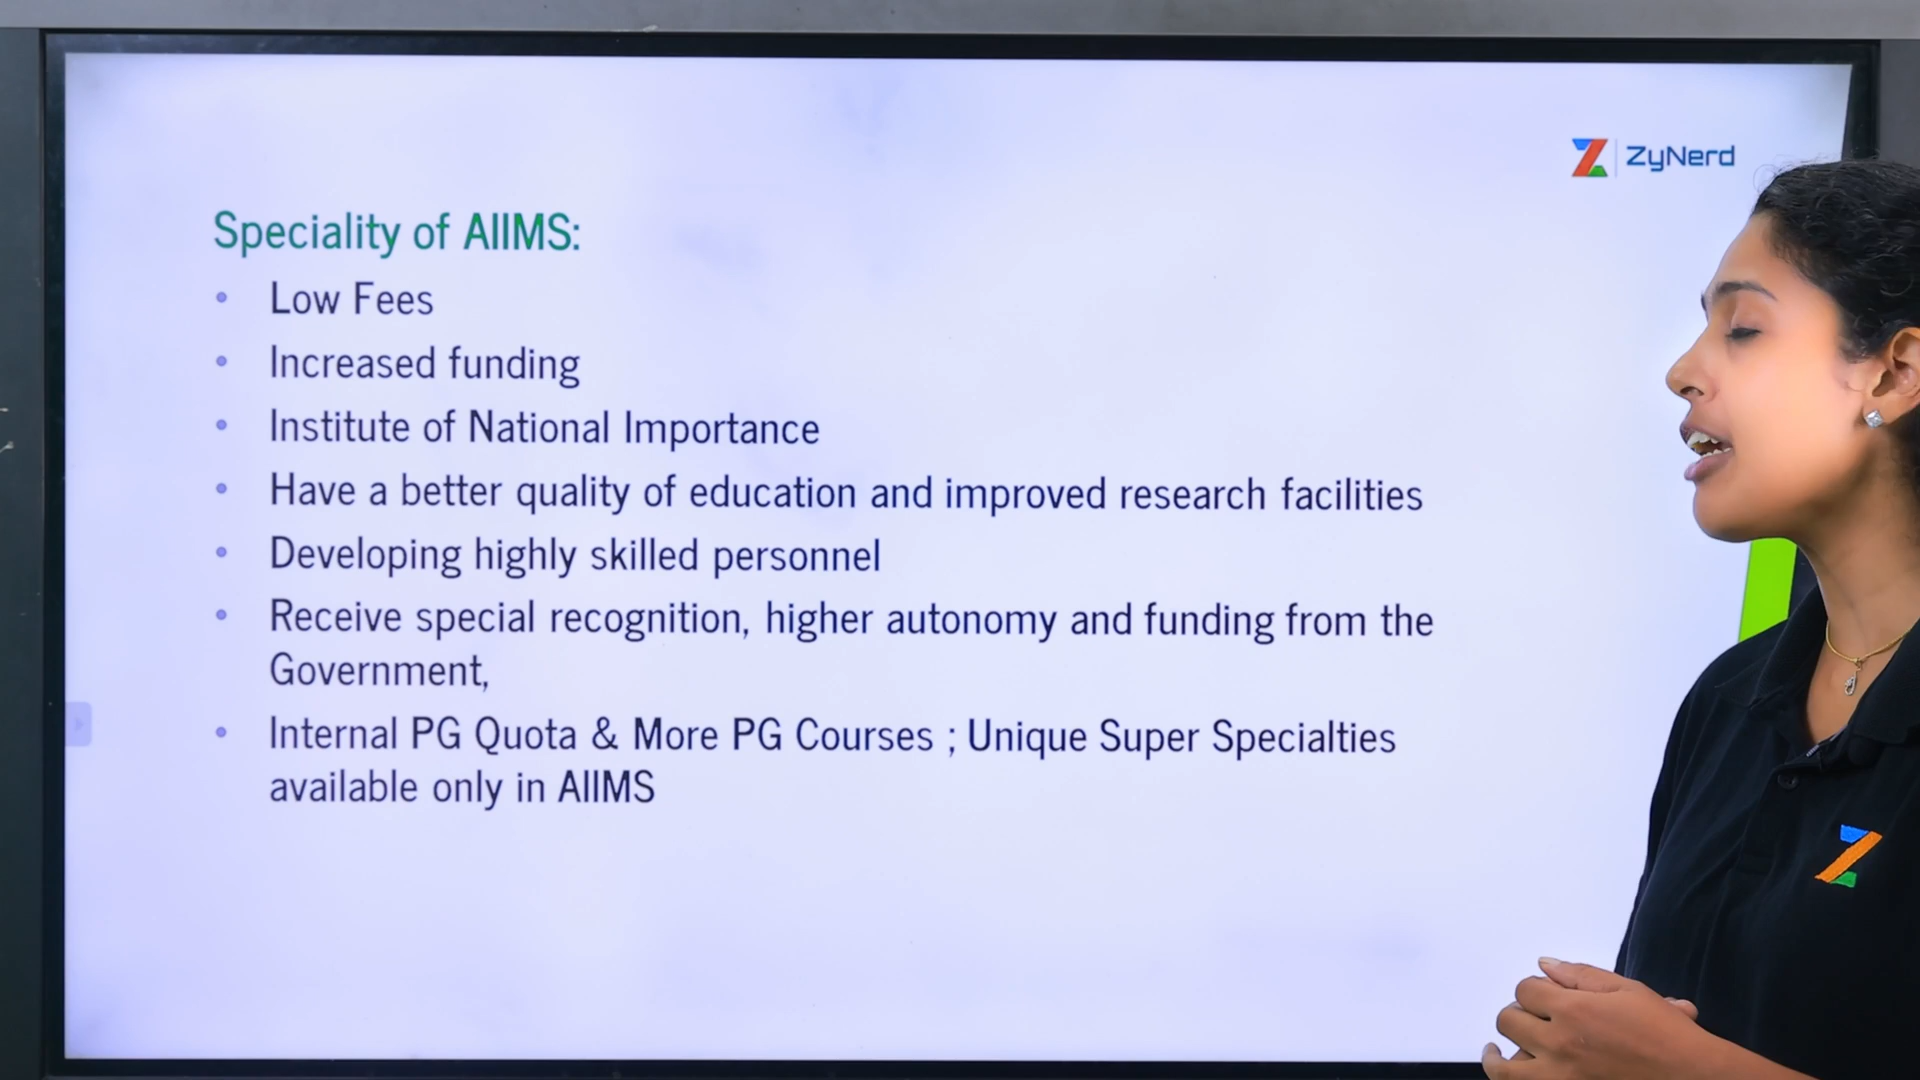 ZyNerd
Speciality of AIIMS:
• Low Fees
• Increased funding
• Institute of National Importance
• Have a better quality of education and improved research facilities
• Developing highly skilled personnel
• Receive special recognition, higher autonomy and funding from the
Government,
• Internal PG Quota & More PG Courses ; Unique Super Specialties
available only in AIIMS